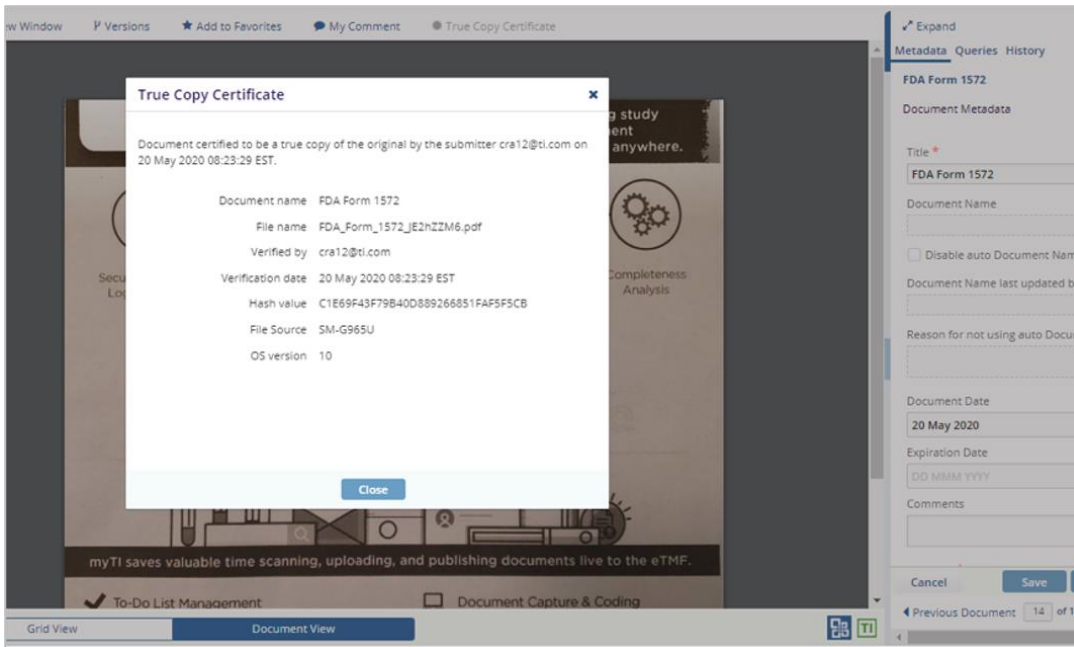 ew Window
Versions
Add to Favorites
My Comment
True Copy Certificate
Expand
Metadata Queries History
FDA Form 1572
Document Metadata
Title *
FDA Form 1572
Document Name
Disable auto Document Nam
Document Name last updated b
Reason for not using auto Docu
Document Date
20 May 2020
Expiration Date
DD MMM YYYY
Comments
Cancel
Save
Previous Document 14 of 1
True Copy Certificate
Document certified to be a true copy of the original by the submitter cra12@ti.com on
20 May 2020 08:23:29 EST.
Document name FDA Form 1572
File name FDA_Form_1572_JE2hZZM6.pdf
Verified by cra12@ti.com
Verification date 20 May 2020 08:23:29 EST
Hash value C1E69F43F79B40D889266851FAF5F5CB
File Source SM-G965U
OS version 10
Close
g study
anywhere.
Secu
Log
Completeness
Analysis
myTI saves valuable time scanning, uploading, and publishing documents live to the eTMF.
To-Do List Management
Document Capture & Coding
Grid View
Document View
TI